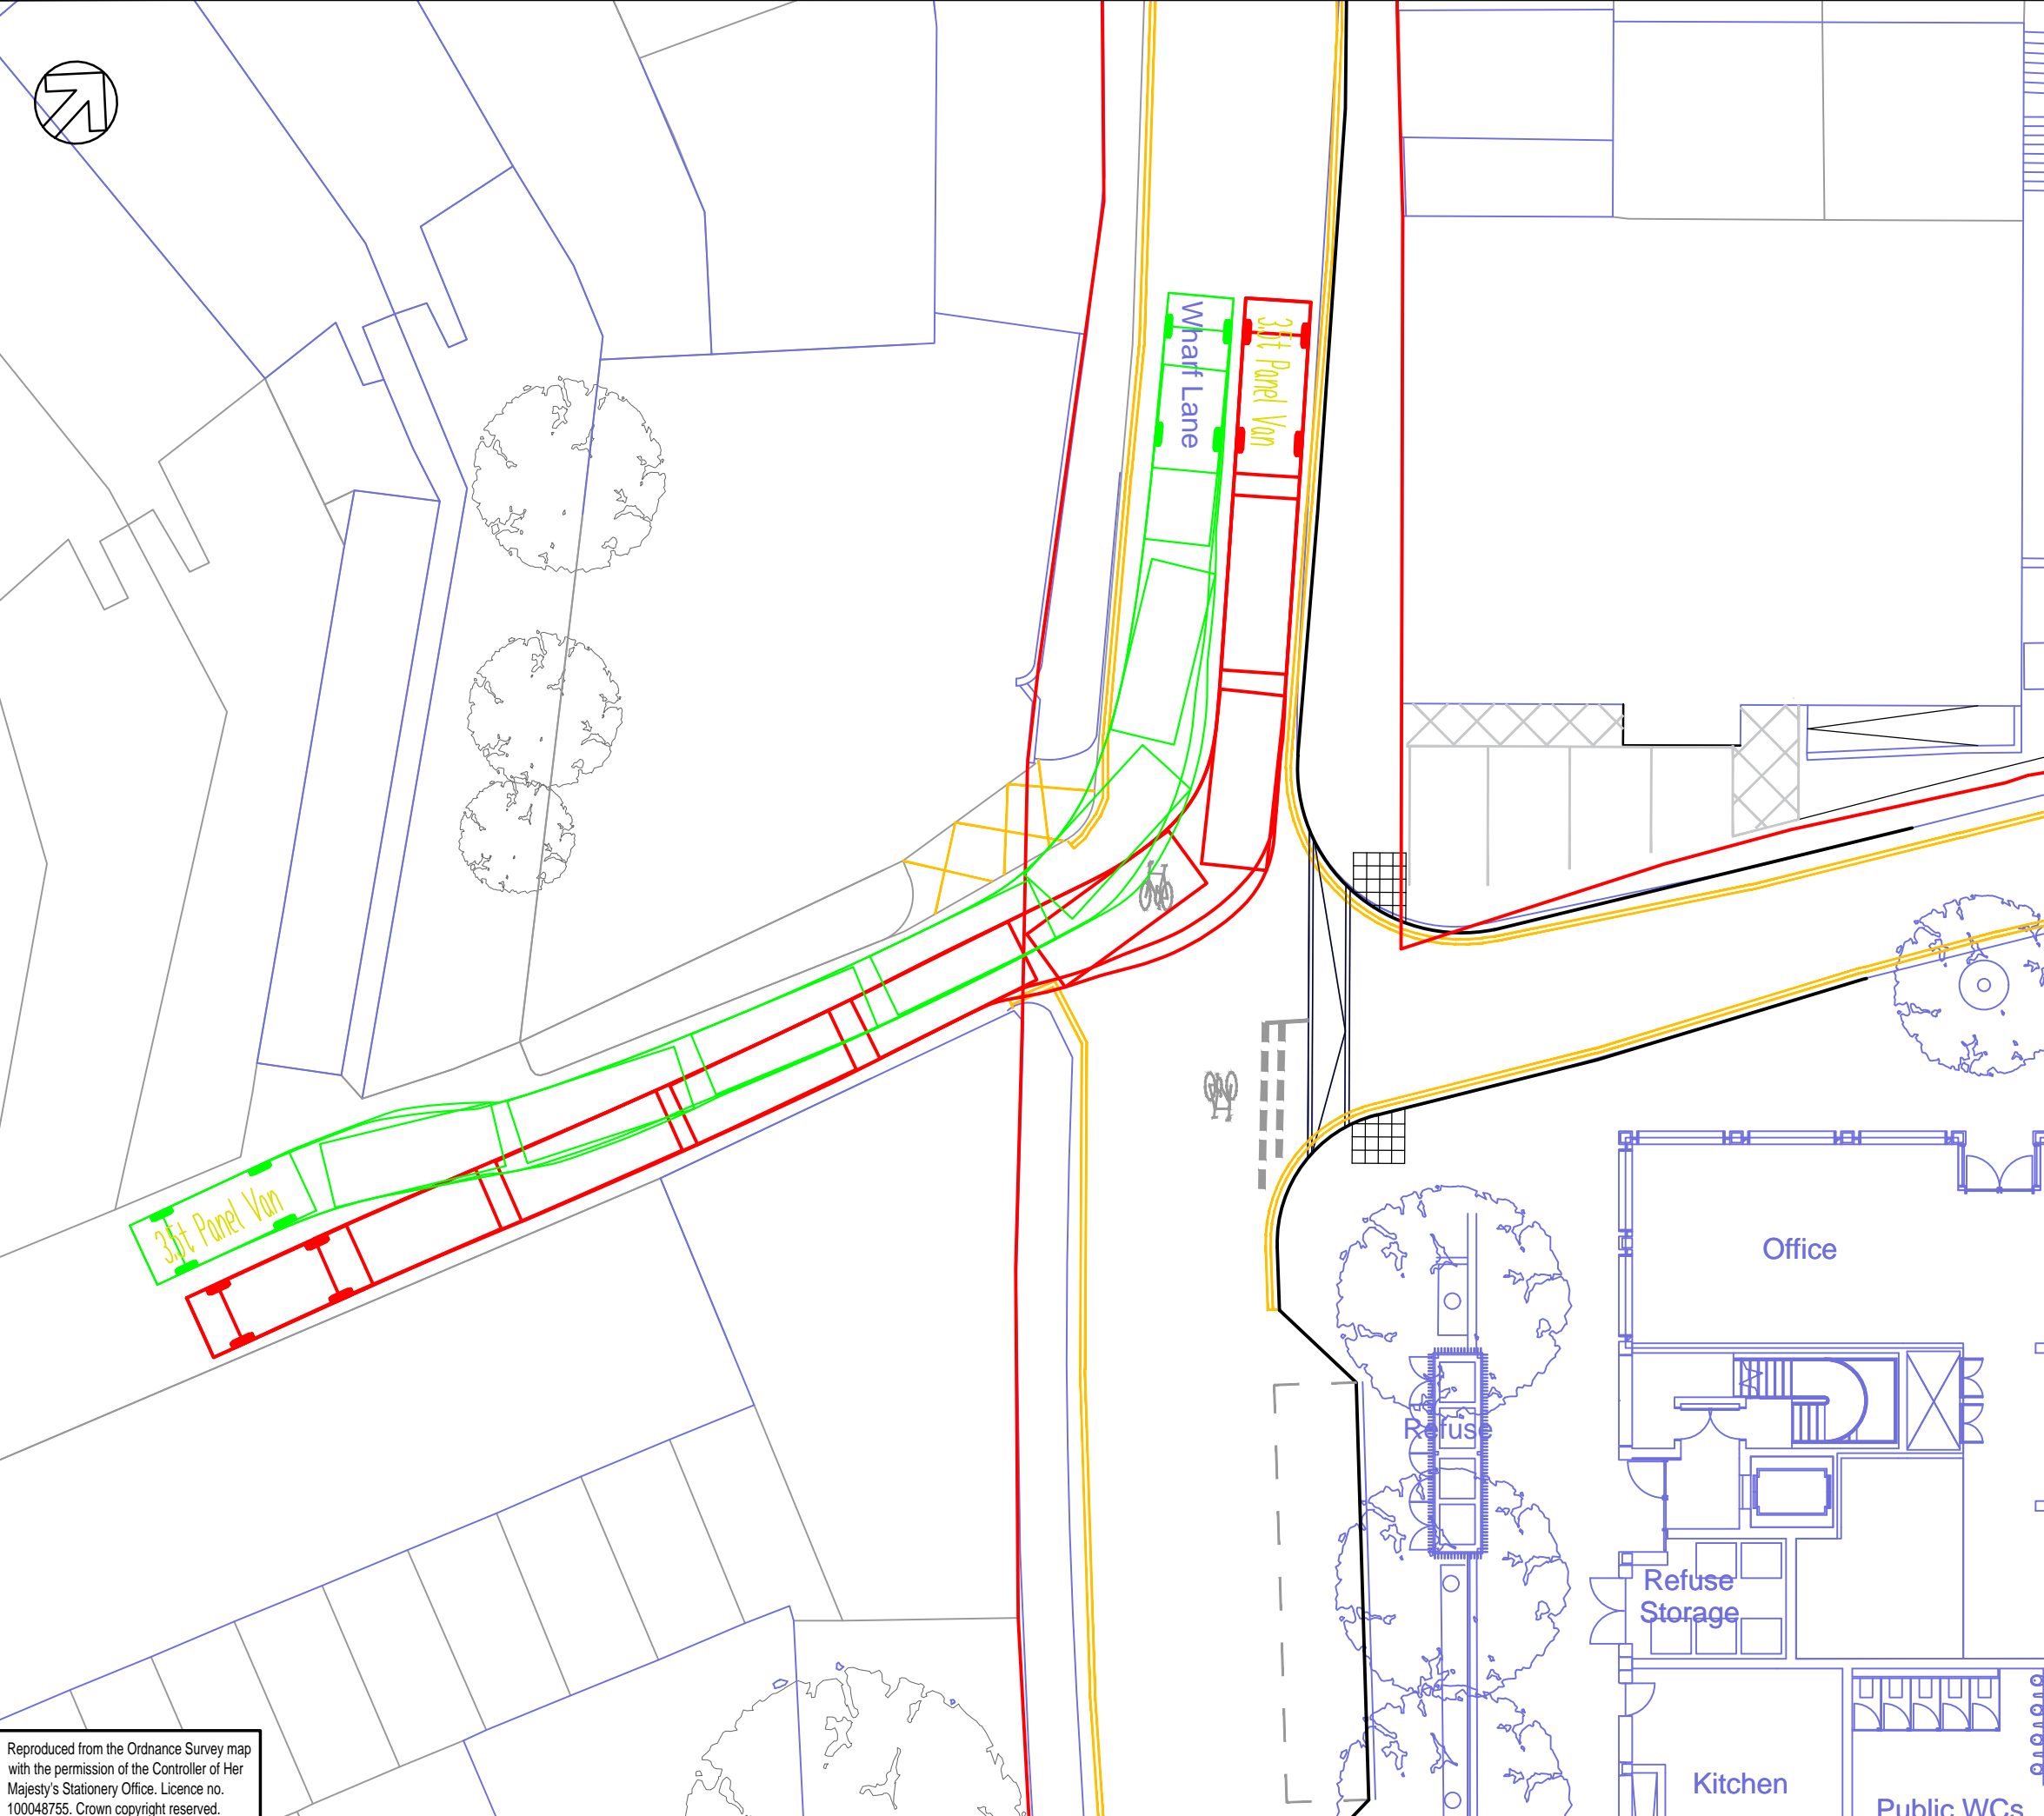 Wharf Lane
3.5t Panel Van
3.5t Panel Van
Office
Refuse
Refuse
Storage
Kitchen
Public WCs
Reproduced from the Ordnance Survey map
with the permission of the Controller of Her
Majesty's Stationery Office. Licence no.
100048755. Crown copyright reserved.